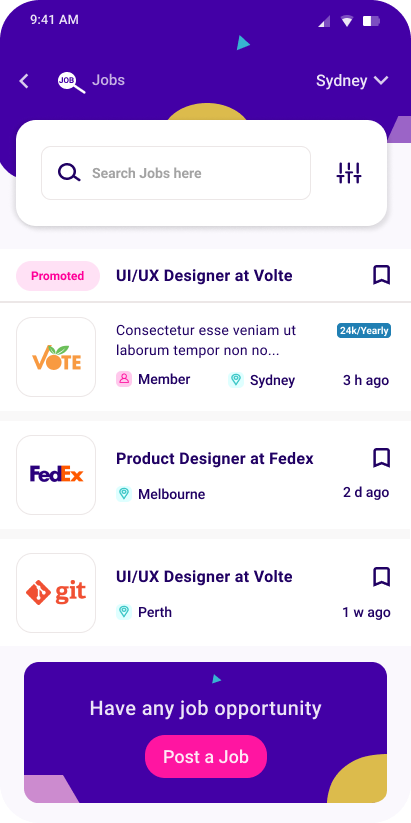 9:41 AM
JOB Jobs
Sydney
Search Jobs here
Promoted UI/UX Designer at Volte
VOTE
Consectetur esse veniam ut
laborum tempor non no...
24k/Yearly
Member Sydney 3 h ago
FedEx
Product Designer at Fedex
Melbourne 2 d ago
git
UI/UX Designer at Volte
Perth 1 w ago
Have any job opportunity
Post a Job